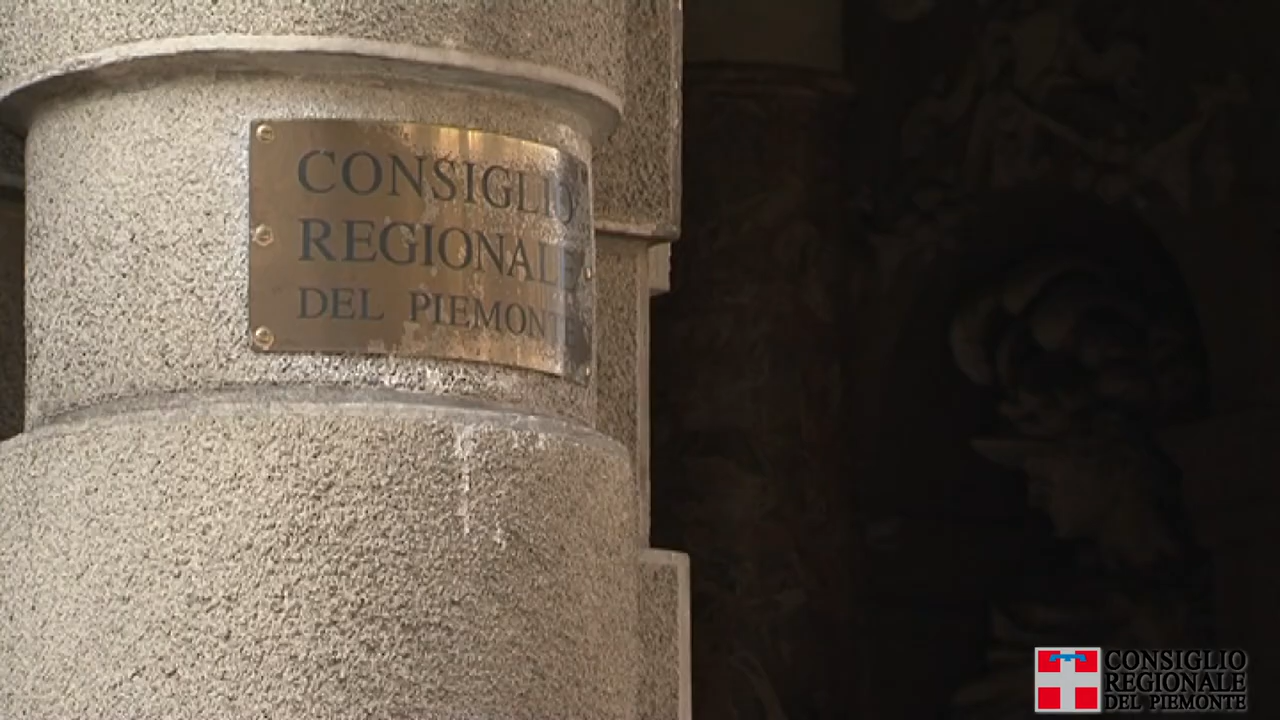 CONSIGLIO
REGIONALE
DEL PIEMONTE
CONSIGLIO
REGIONALE
DEL PIEMONTE